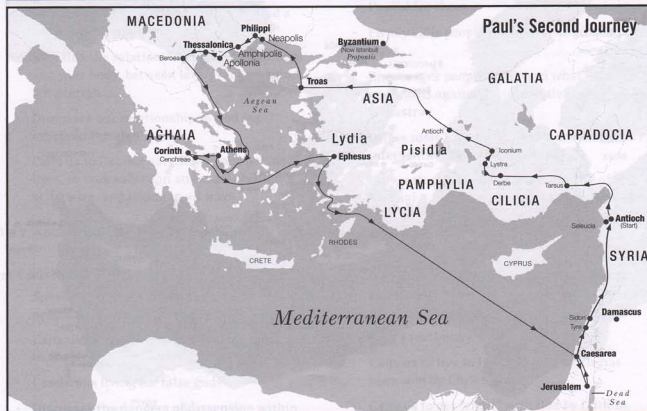 Paul's Second Journey
MACEDONIA
Philippi
Neapolis
Thessalonica
Amphipolis
Apollonia
Beroea
Byzantium
(Now Istanbul)
Propontis
GALATIA
Troas
ASIA
Aegean
Sea
Antioch
CAPPADOCIA
ACHAIA
Lydia
Pisidia
Iconium
Corinth
Cenchreae
Athens
Ephesus
Lystra
Derbe
PAMPHYLIA
Tarsus
CILICIA
LYCIA
Seleucia
Antioch
(Start)
RHODES
CRETE
CYPRUS
SYRIA
Mediterranean Sea
Sidon
Tyre
Damascus
Caesarea
Jerusalem
Dead
Sea